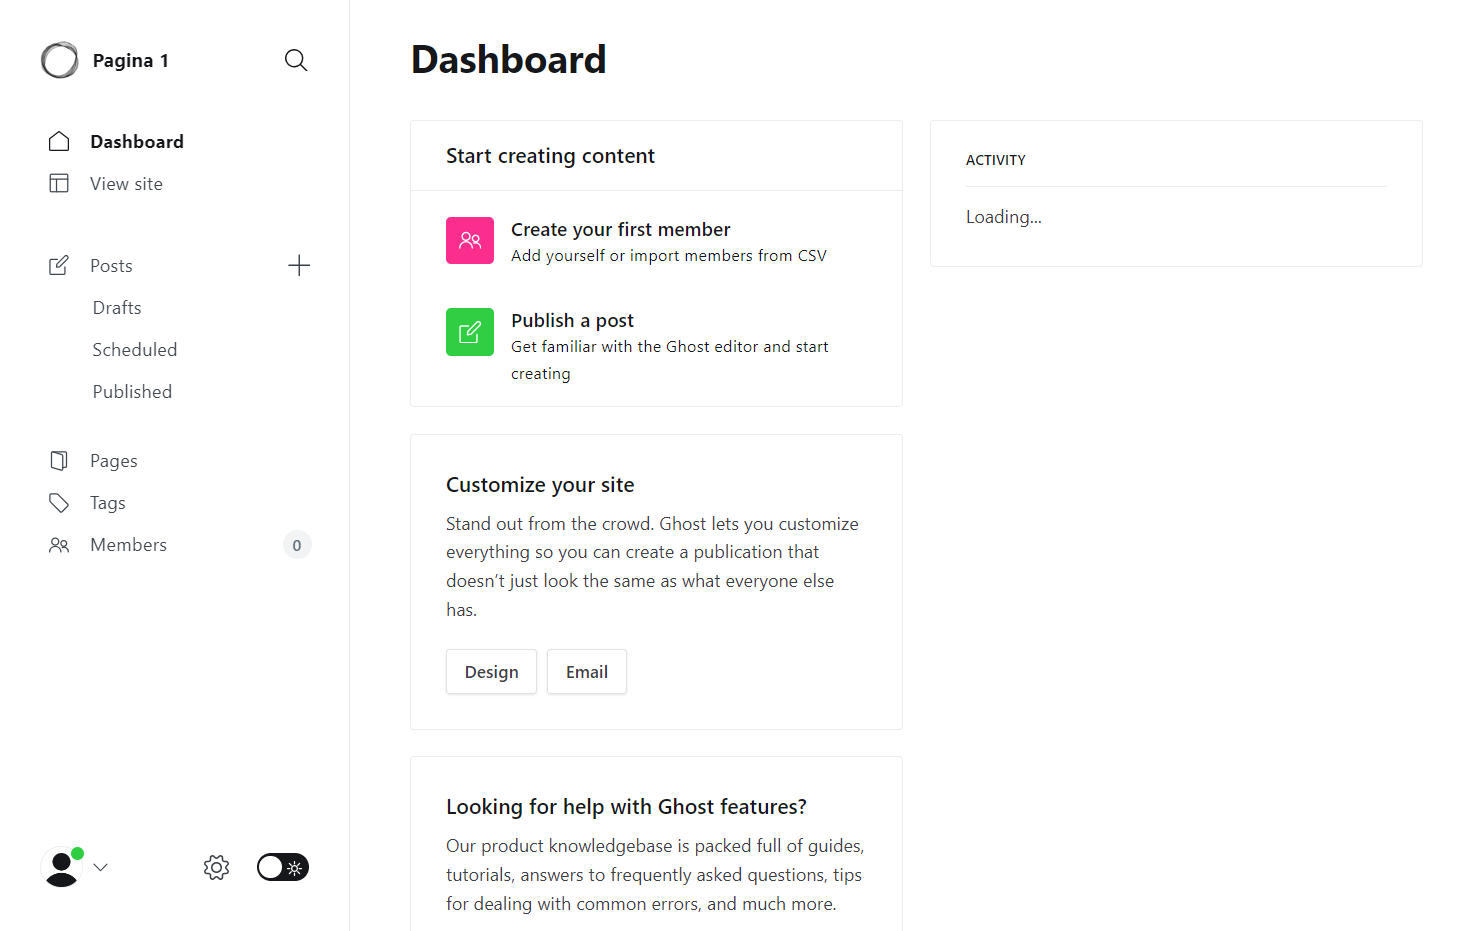 Pagina 1
Dashboard
View site
Posts
Drafts
Scheduled
Published
Pages
Tags
Members
0
Dashboard
Start creating content
Create your first member
Add yourself or import members from CSV
Publish a post
Get familiar with the Ghost editor and start
creating
Customize your site
Stand out from the crowd. Ghost lets you customize
everything so you can create a publication that
doesn’t just look the same as what everyone else
has.
Design
Email
Looking for help with Ghost features?
Our product knowledgebase is packed full of guides,
tutorials, answers to frequently asked questions, tips
for dealing with common errors, and much more.
ACTIVITY
Loading...